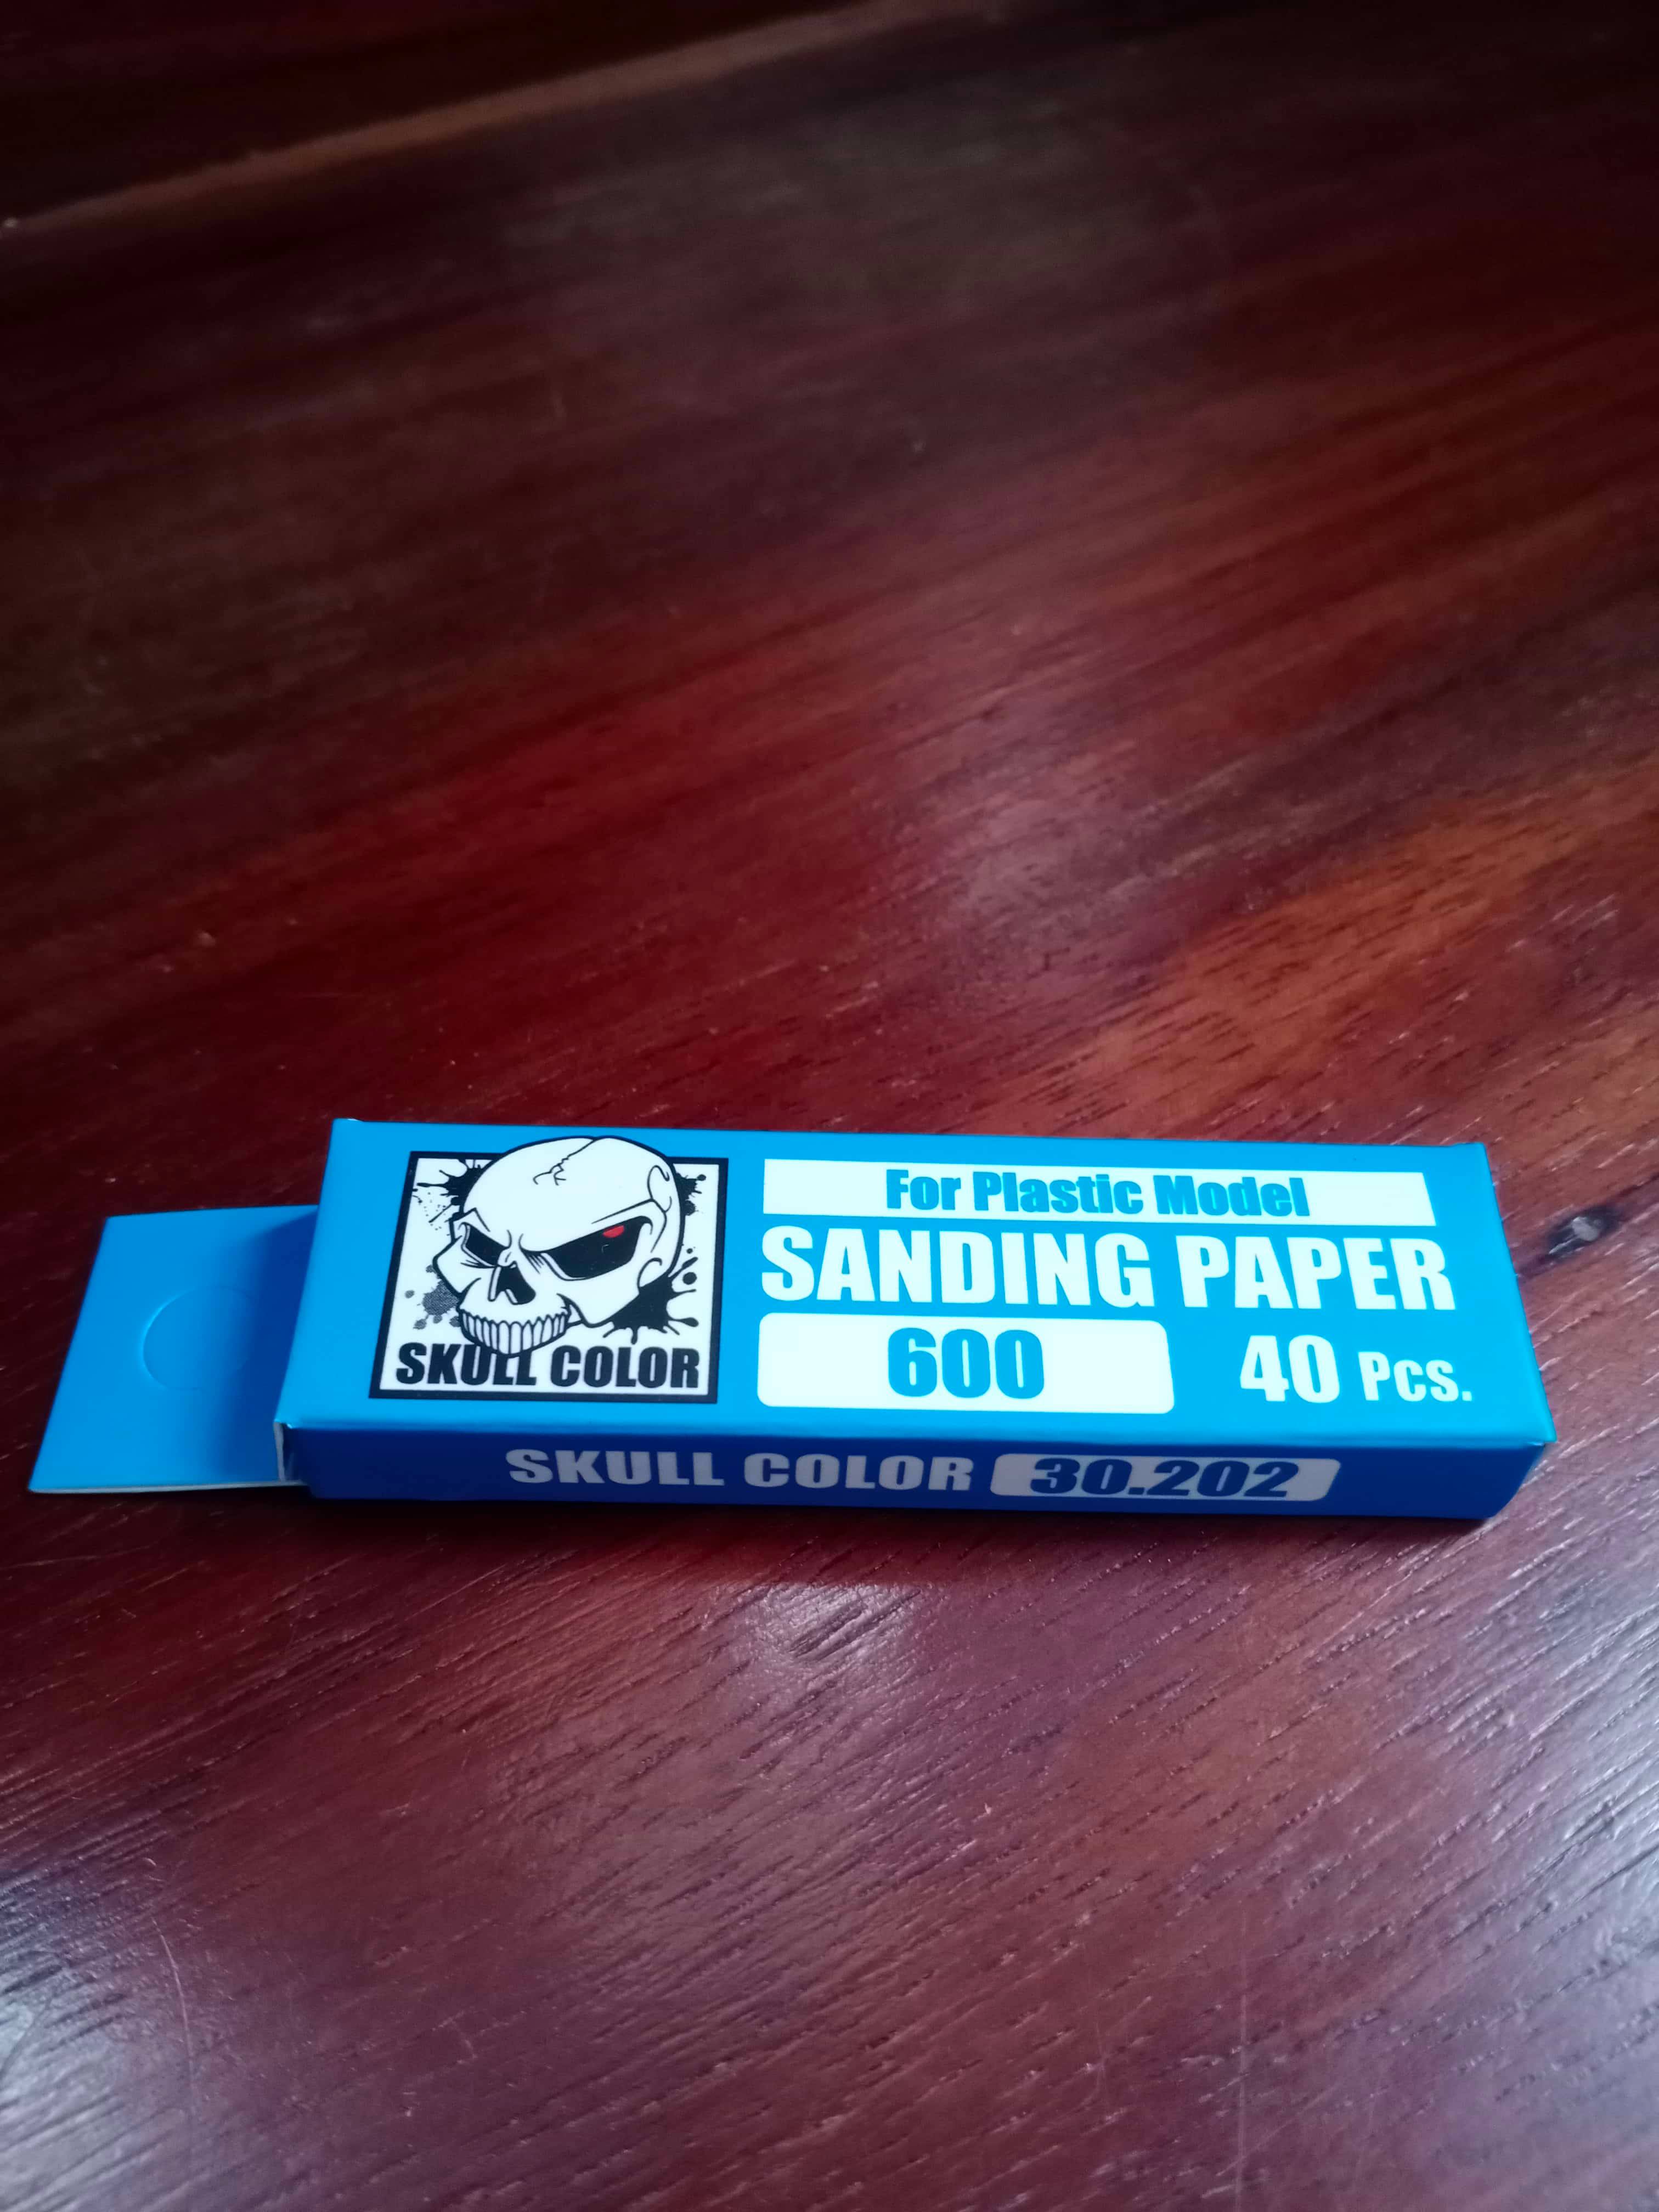 For Plastic Model
SANDING PAPER
600 40 Pcs.
SKULL COLOR
SKULL COLOR 30.202